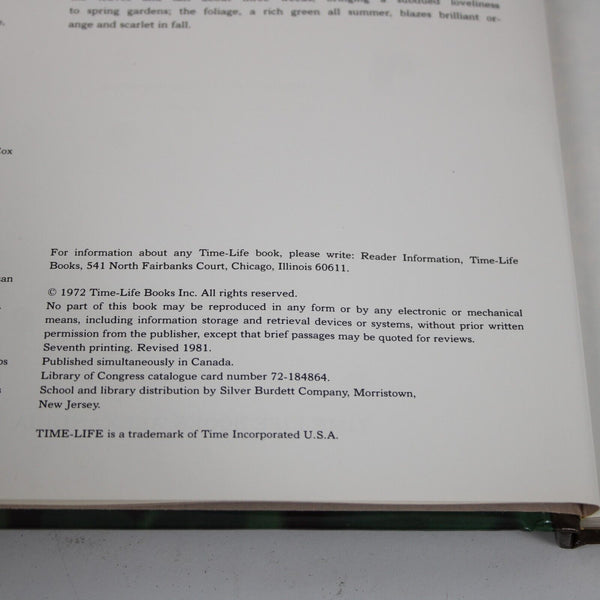 subdued loveliness
to spring gardens; the foliage, a rich green all summer, blazes brilliant or-
ange and scarlet in fall.
For information about any Time-Life book, please write: Reader Information, Time-Life
Books, 541 North Fairbanks Court, Chicago, Illinois 60611.
© 1972 Time-Life Books Inc. All rights reserved.
No part of this book may be reproduced in any form or by any electronic or mechanical
means, including information storage and retrieval devices or systems, without prior written
permission from the publisher, except that brief passages may be quoted for reviews.
Seventh printing. Revised 1981.
Published simultaneously in Canada.
Library of Congress catalogue card number 72-184864.
School and library distribution by Silver Burdett Company, Morristown,
New Jersey.
TIME-LIFE is a trademark of Time Incorporated U.S.A.